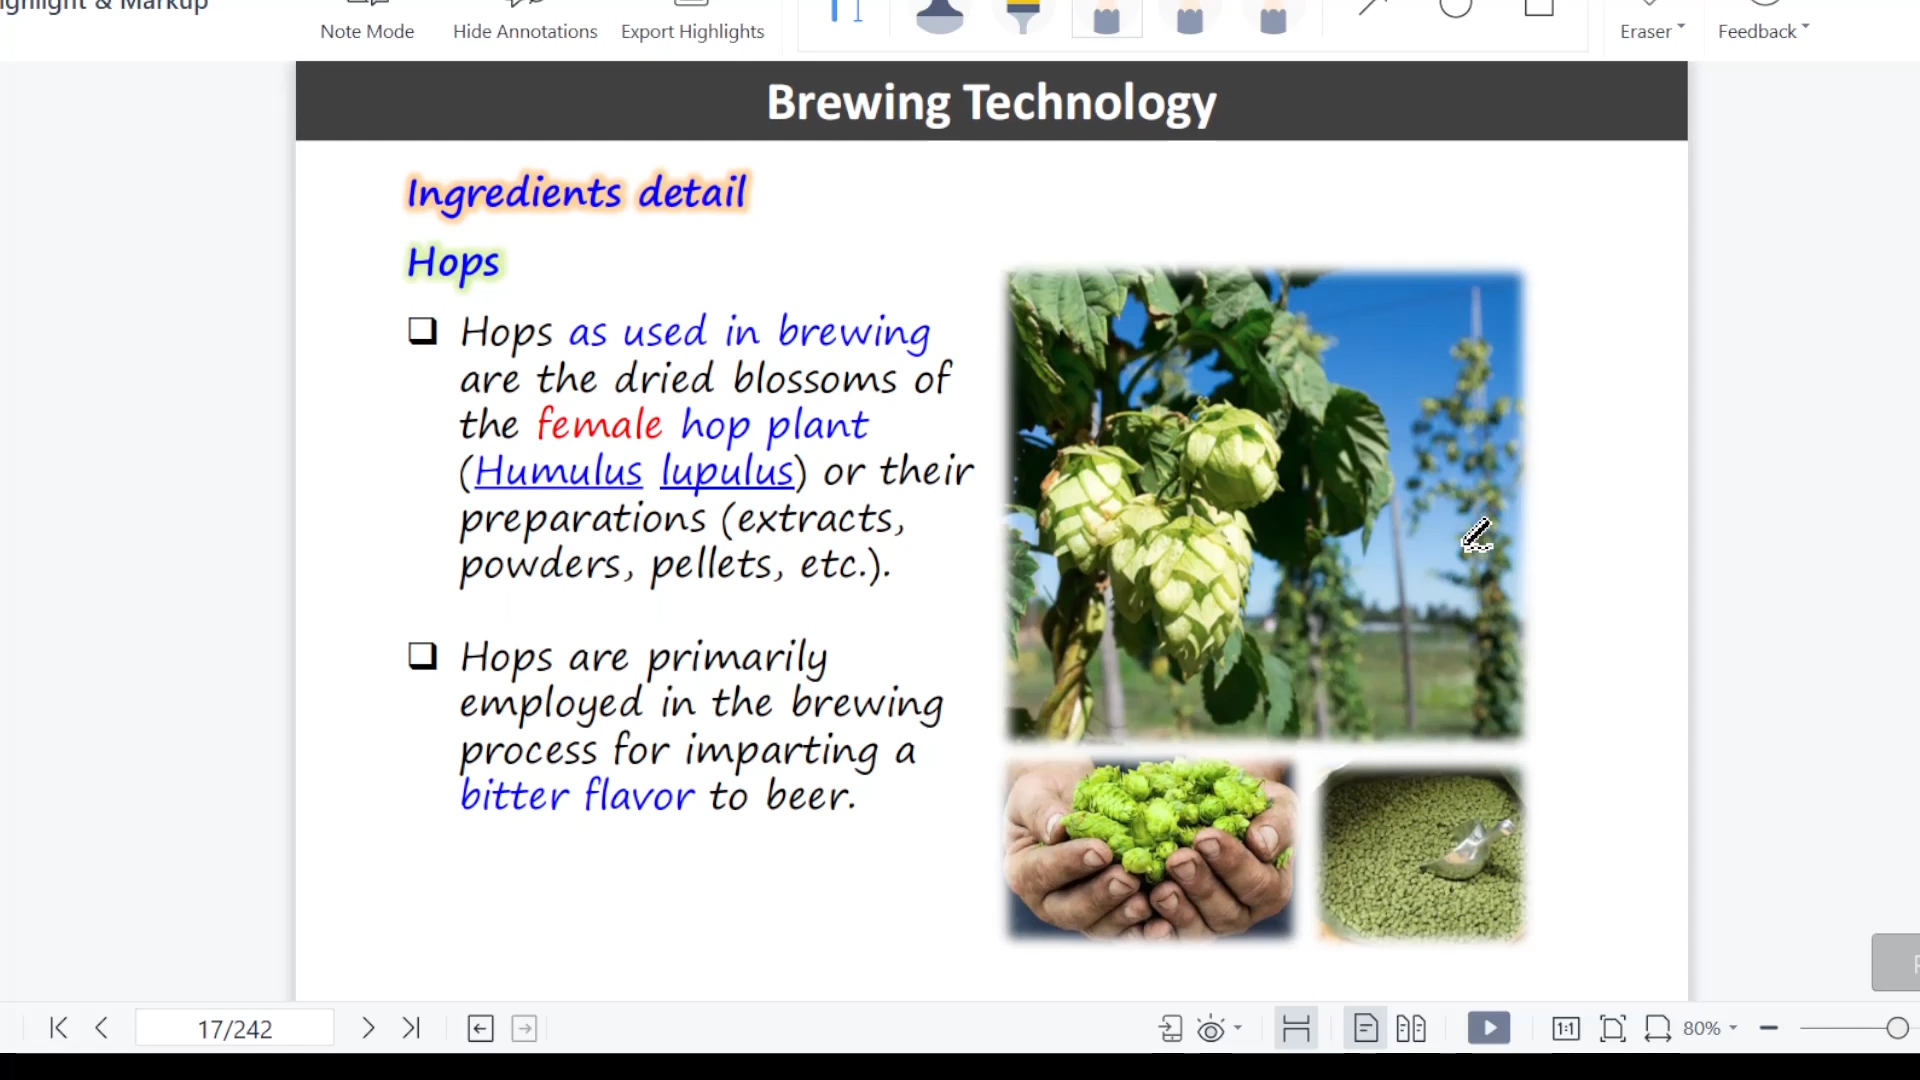 Note Mode
Hide Annotations
Export Highlights
Eraser
Feedback
Brewing Technology
Ingredients detail
Hops
Hops as used in brewing
are the dried blossoms of
the female hop plant
(Humulus lupulus) or their
preparations (extracts,
powders, pellets, etc.).
Hops are primarily
employed in the brewing
process for imparting a
bitter flavor to beer.
17/242
1:1
80%